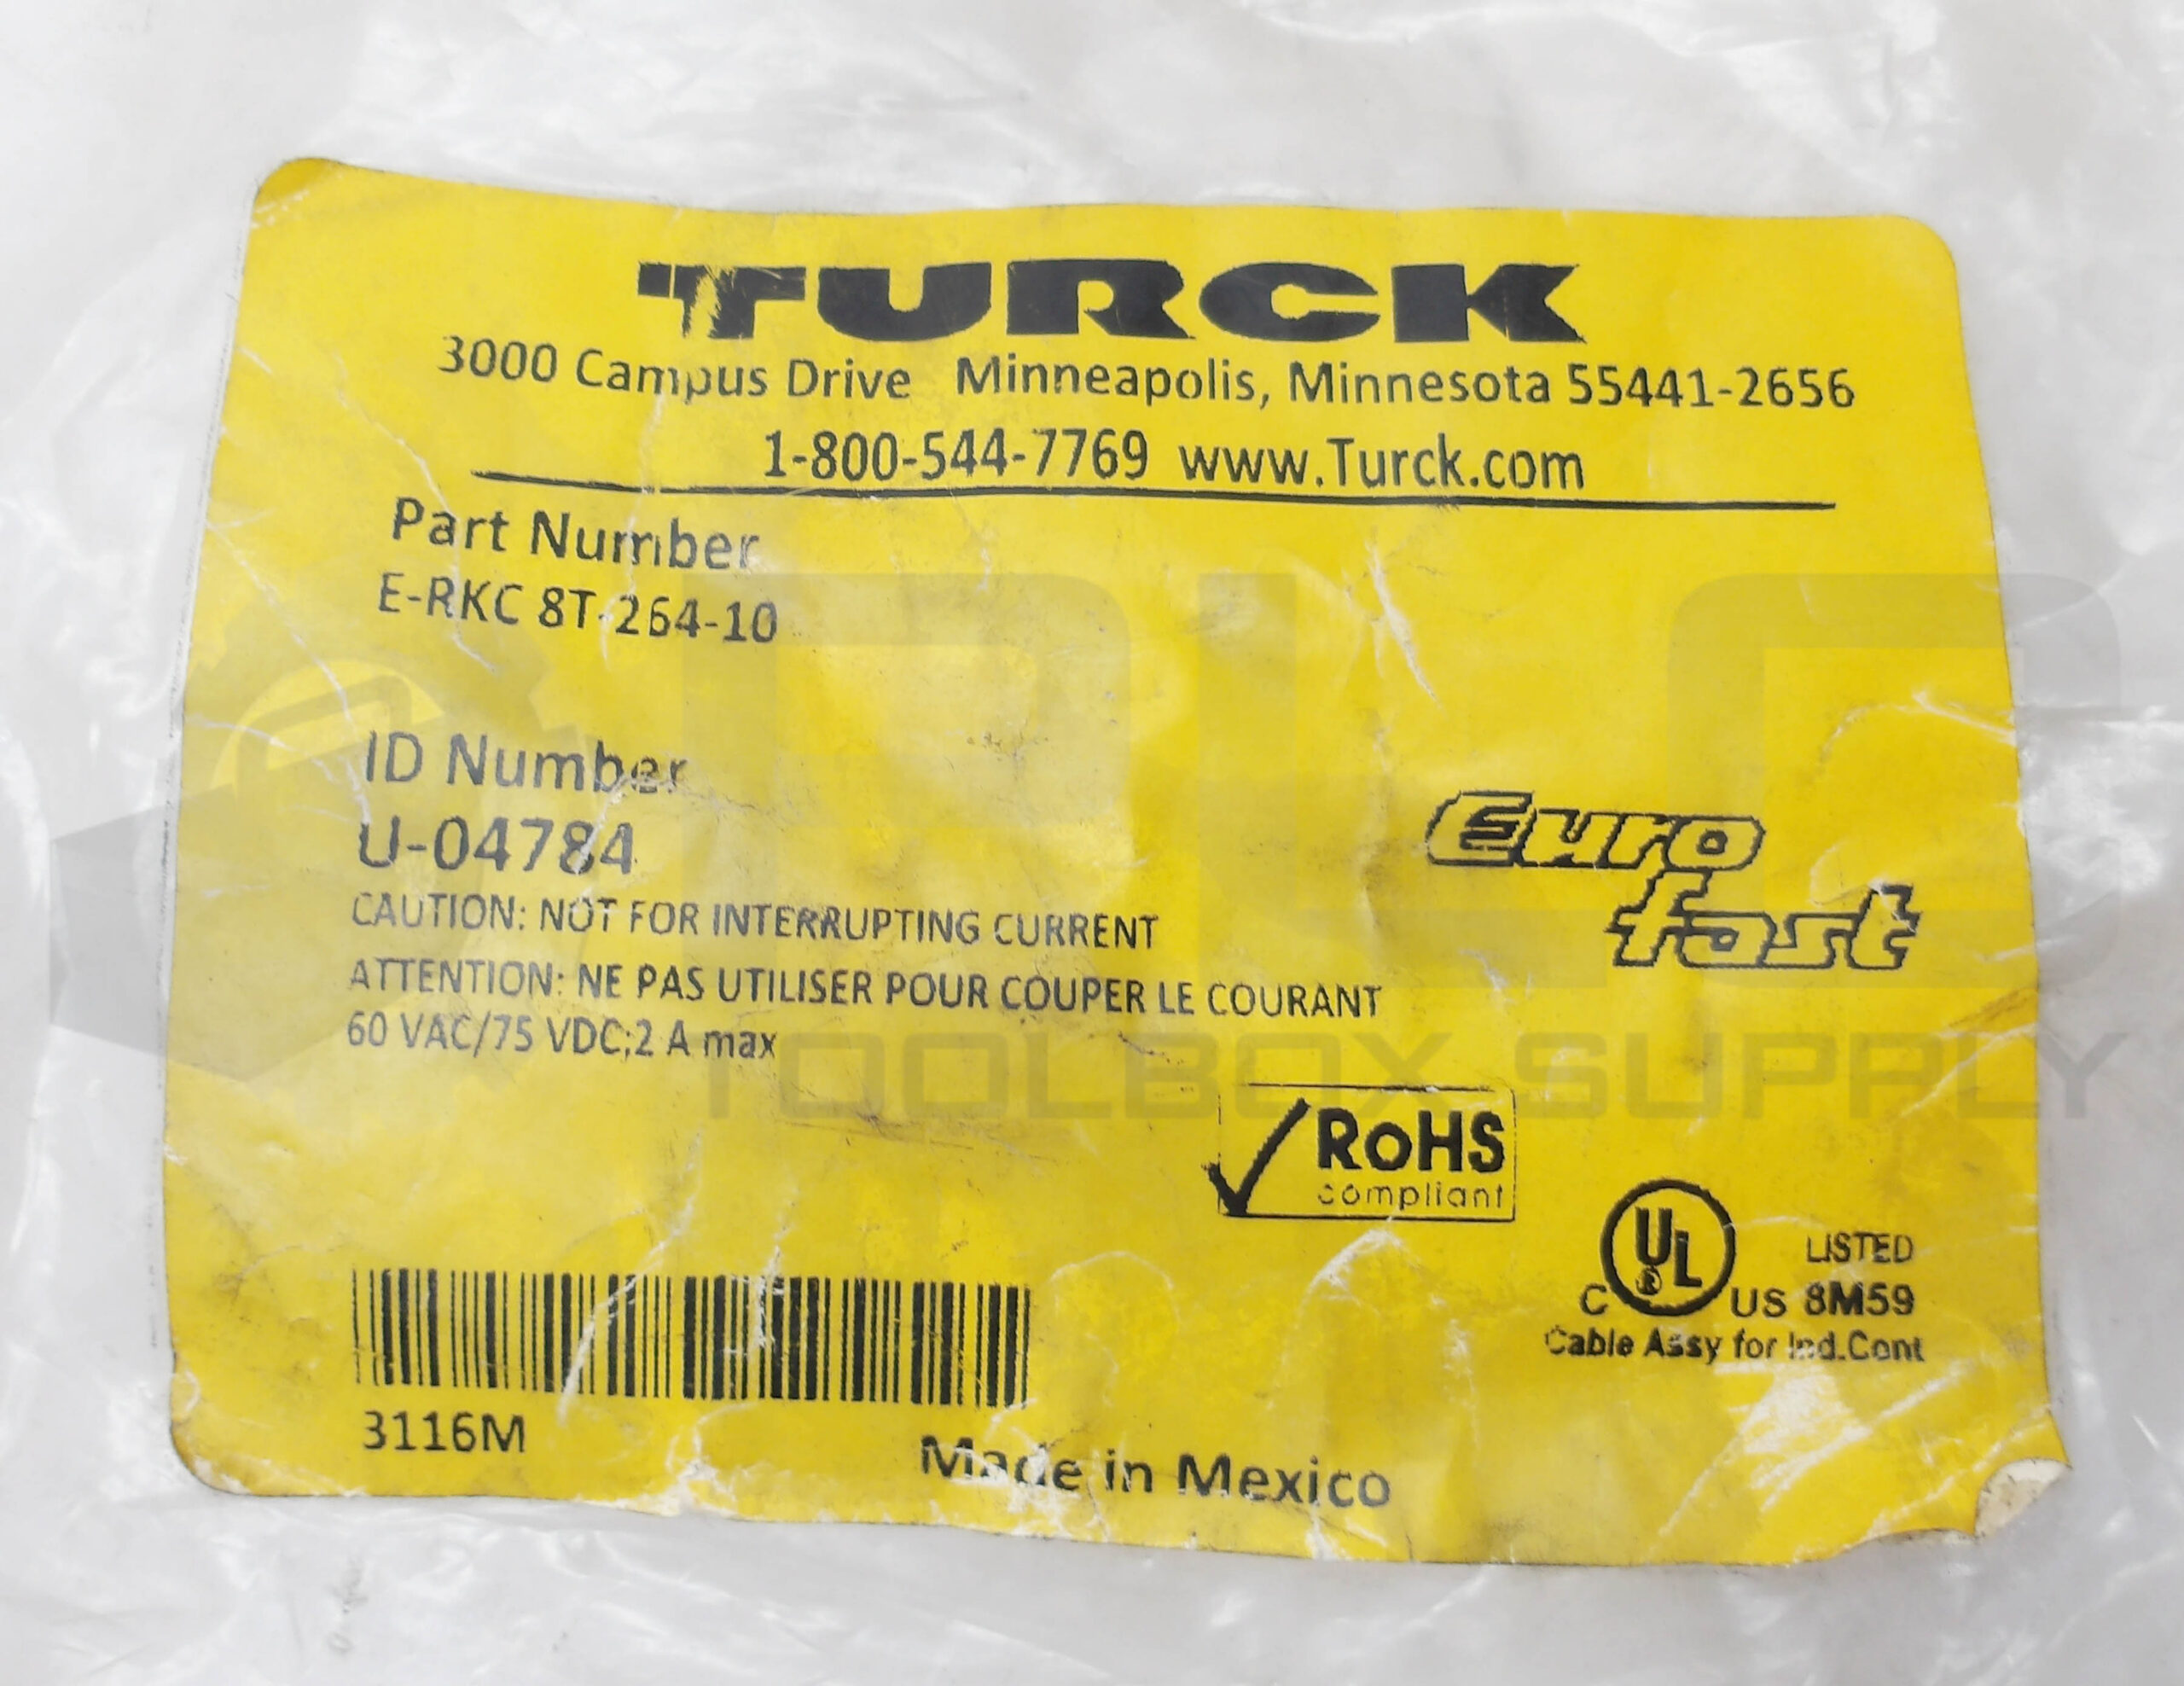 TURCK
3000 Campus Drive Minneapolis, Minnesota 55441-2656
1-800-544-7769 www.Turck.com
Part Number
E-RKC 8T-264-10
ID Number
U-04784
CAUTION: NOT FOR INTERRUPTING CURRENT
ATTENTION: NE PAS UTILISER POUR COUPER LE COURANT
60 VAC/75 VDC;2 A max
Euro
fast
PLC
TOOLBOX SUPPLY
RoHS
compliant
UL
®
LISTED
C US 8M59
Cable Assy for Ind.Cont
3116M
Made in Mexico